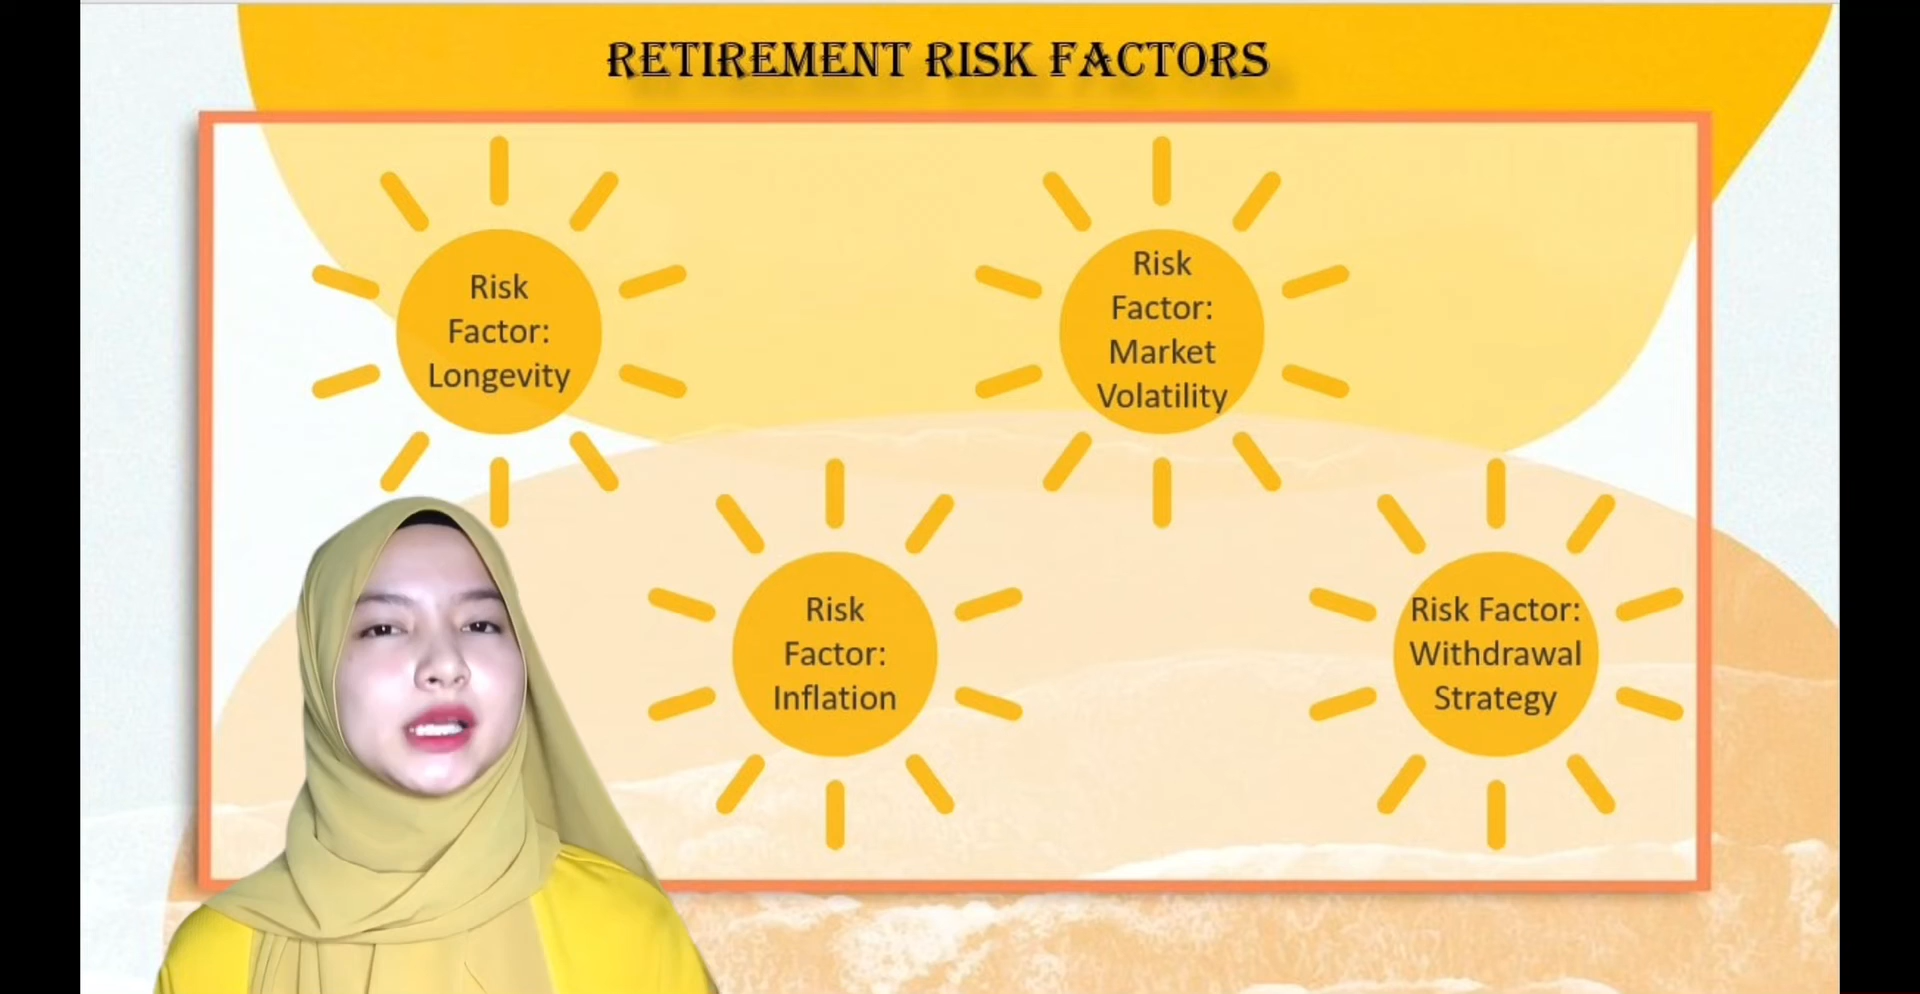 RETIREMENT RISK FACTORS
Risk
Factor:
Longevity
Risk
Factor:
Market
Volatility
Risk
Factor:
Inflation
Risk Factor:
Withdrawal
Strategy